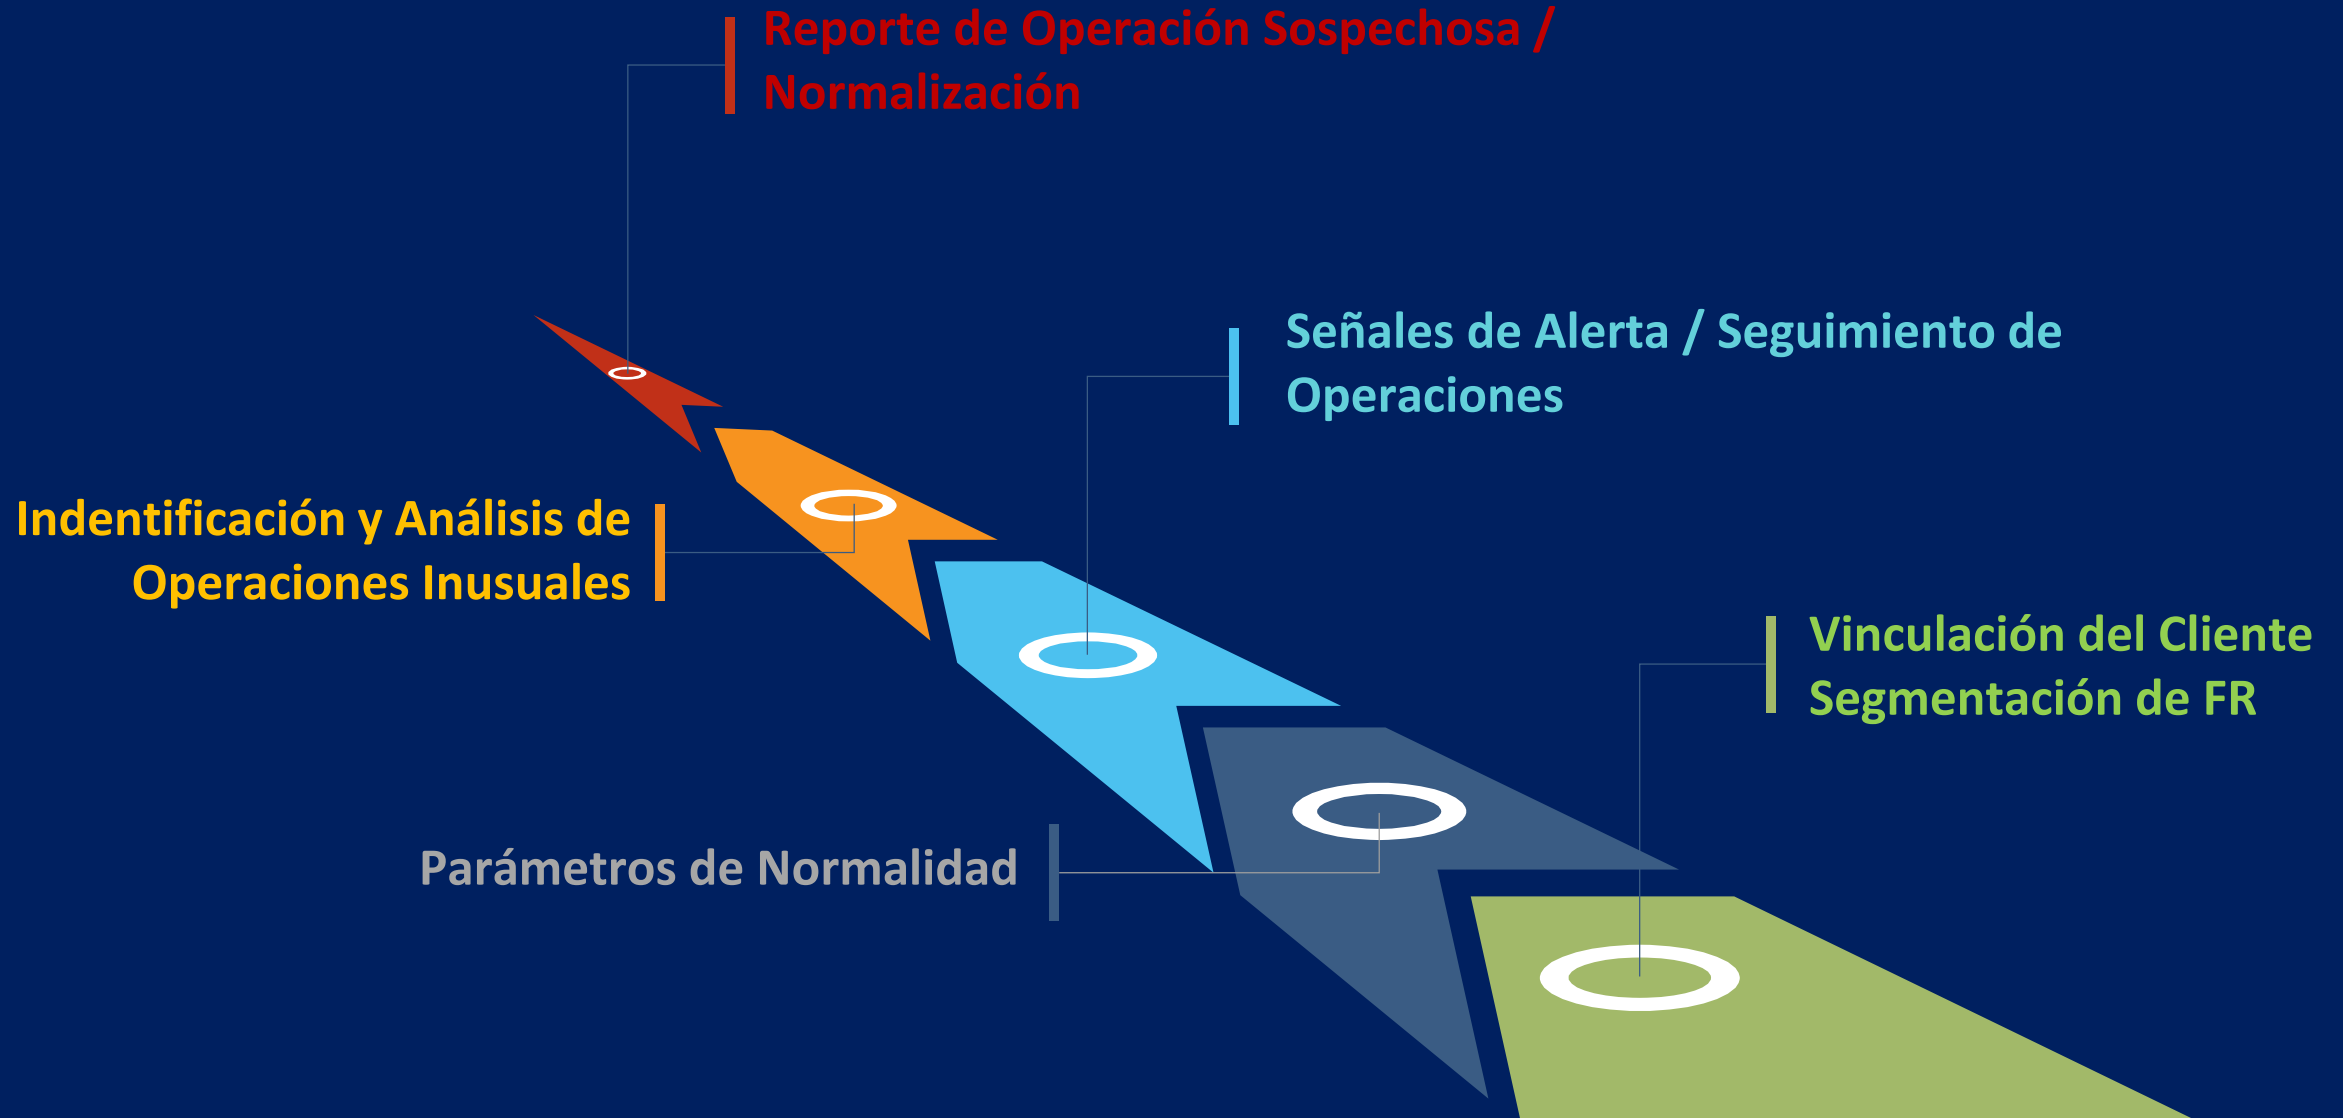 Reporte de Operación Sospechosa /
Normalización
Señales de Alerta / Seguimiento de
Operaciones
Indentificación y Análisis de
Operaciones Inusuales
Vinculación del Cliente
Segmentación de FR
Parámetros de Normalidad